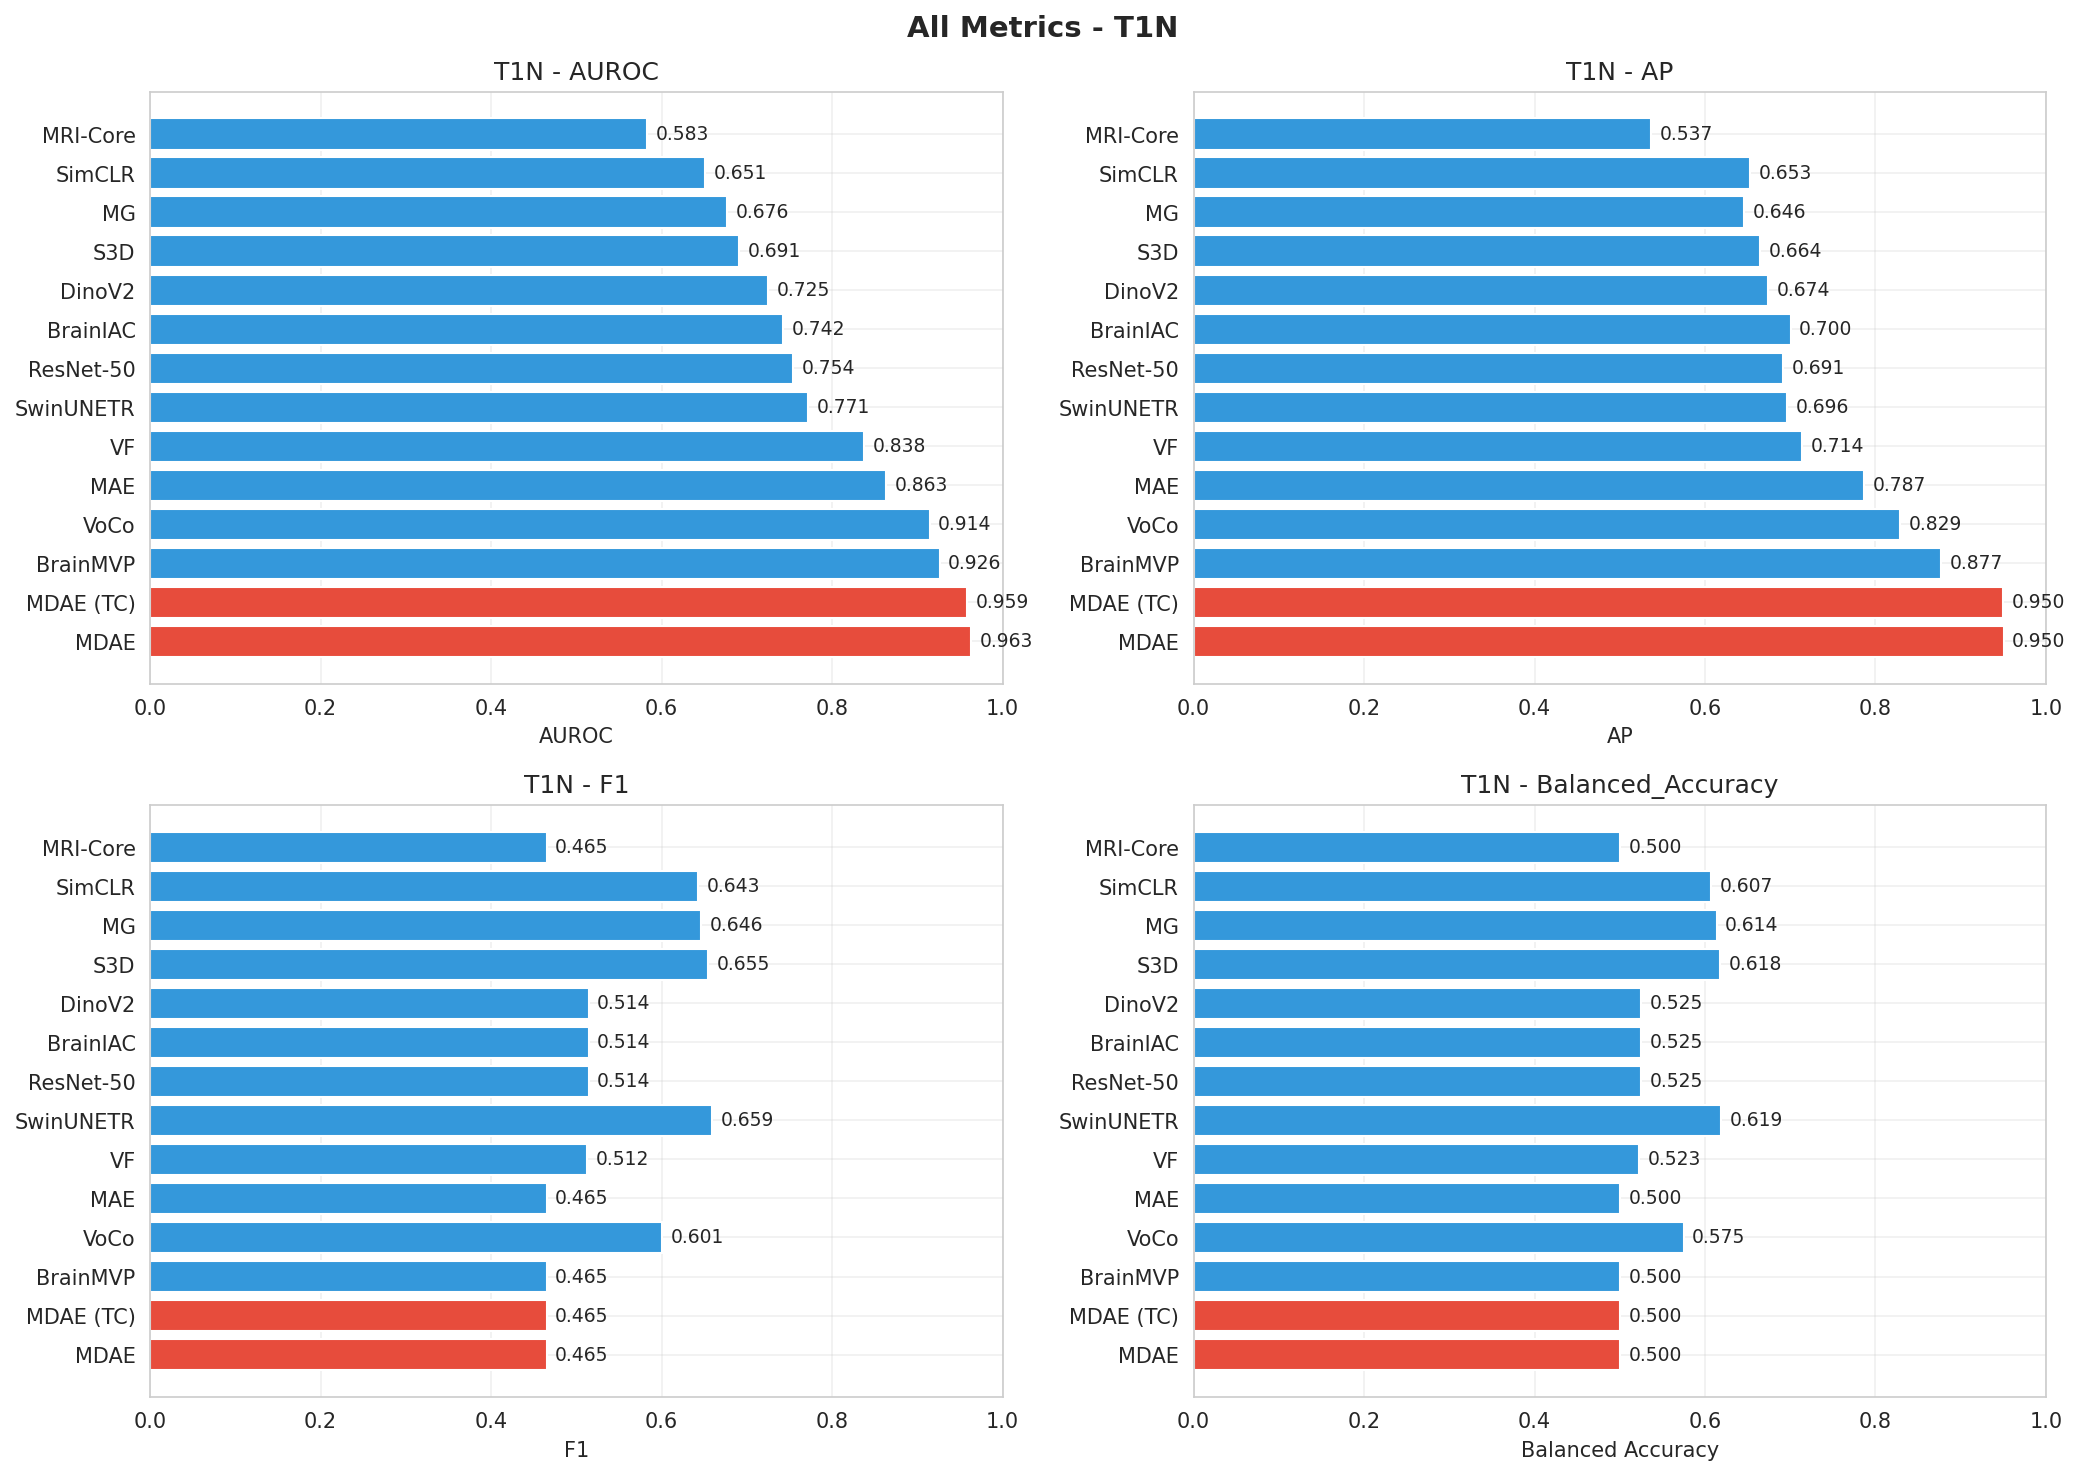 All Metrics - T1N
T1N - AUROC
MRI-Core 0.583
SimCLR 0.651
MG 0.676
S3D 0.691
DinoV2 0.725
BrainIAC 0.742
ResNet-50 0.754
SwinUNETR 0.771
VF 0.838
MAE 0.863
VoCo 0.914
BrainMVP 0.926
MDAE (TC) 0.959
MDAE 0.963
0.0 0.2 0.4 0.6 0.8 1.0
AUROC
T1N - AP
MRI-Core 0.537
SimCLR 0.653
MG 0.646
S3D 0.664
DinoV2 0.674
BrainIAC 0.700
ResNet-50 0.691
SwinUNETR 0.696
VF 0.714
MAE 0.787
VoCo 0.829
BrainMVP 0.877
MDAE (TC) 0.950
MDAE 0.950
0.0 0.2 0.4 0.6 0.8 1.0
AP
T1N - F1
MRI-Core 0.465
SimCLR 0.643
MG 0.646
S3D 0.655
DinoV2 0.514
BrainIAC 0.514
ResNet-50 0.514
SwinUNETR 0.659
VF 0.512
MAE 0.465
VoCo 0.601
BrainMVP 0.465
MDAE (TC) 0.465
MDAE 0.465
0.0 0.2 0.4 0.6 0.8 1.0
F1
T1N - Balanced_Accuracy
MRI-Core 0.500
SimCLR 0.607
MG 0.614
S3D 0.618
DinoV2 0.525
BrainIAC 0.525
ResNet-50 0.525
SwinUNETR 0.619
VF 0.523
MAE 0.500
VoCo 0.575
BrainMVP 0.500
MDAE (TC) 0.500
MDAE 0.500
0.0 0.2 0.4 0.6 0.8 1.0
Balanced Accuracy